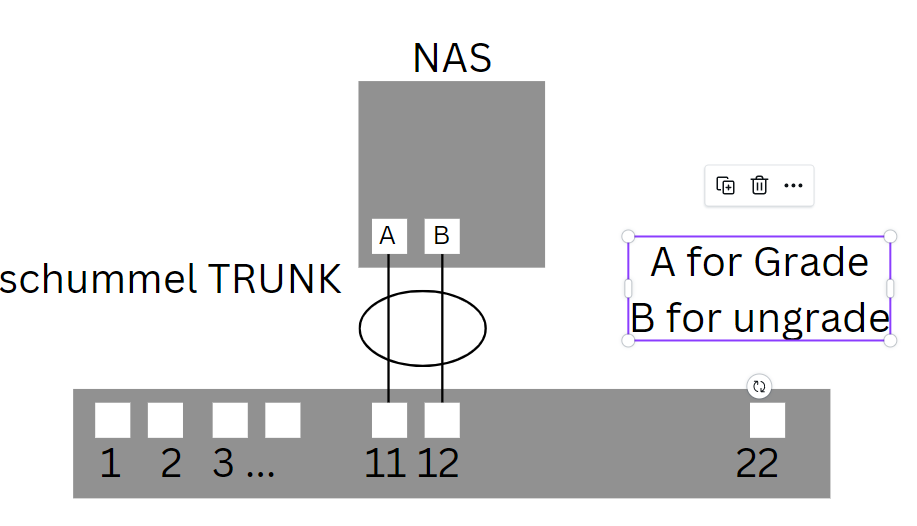 NAS
A B
schummel TRUNK
A for Grade
B for ungrade
1 2 3 ... 11 12 22